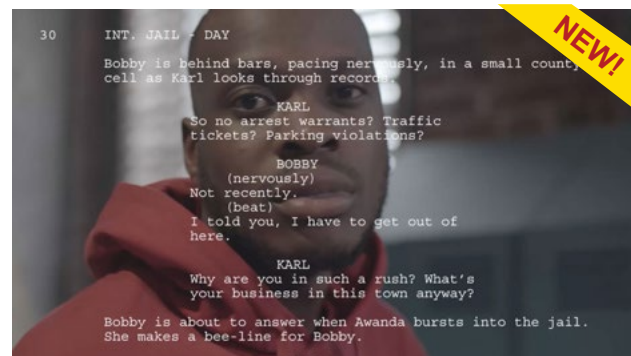 NEW!
30 INT. JAIL - DAY
Bobby is behind bars, pacing nervously, in a small county
cell as Karl looks through records.
KARL
So no arrest warrants? Traffic
tickets? Parking violations?
BOBBY
(nervously)
Not recently.
(beat)
I told you, I have to get out of
here.
KARL
Why are you in such a rush? What's
your business in this town anyway?
Bobby is about to answer when Awanda bursts into the jail.
She makes a bee-line for Bobby.